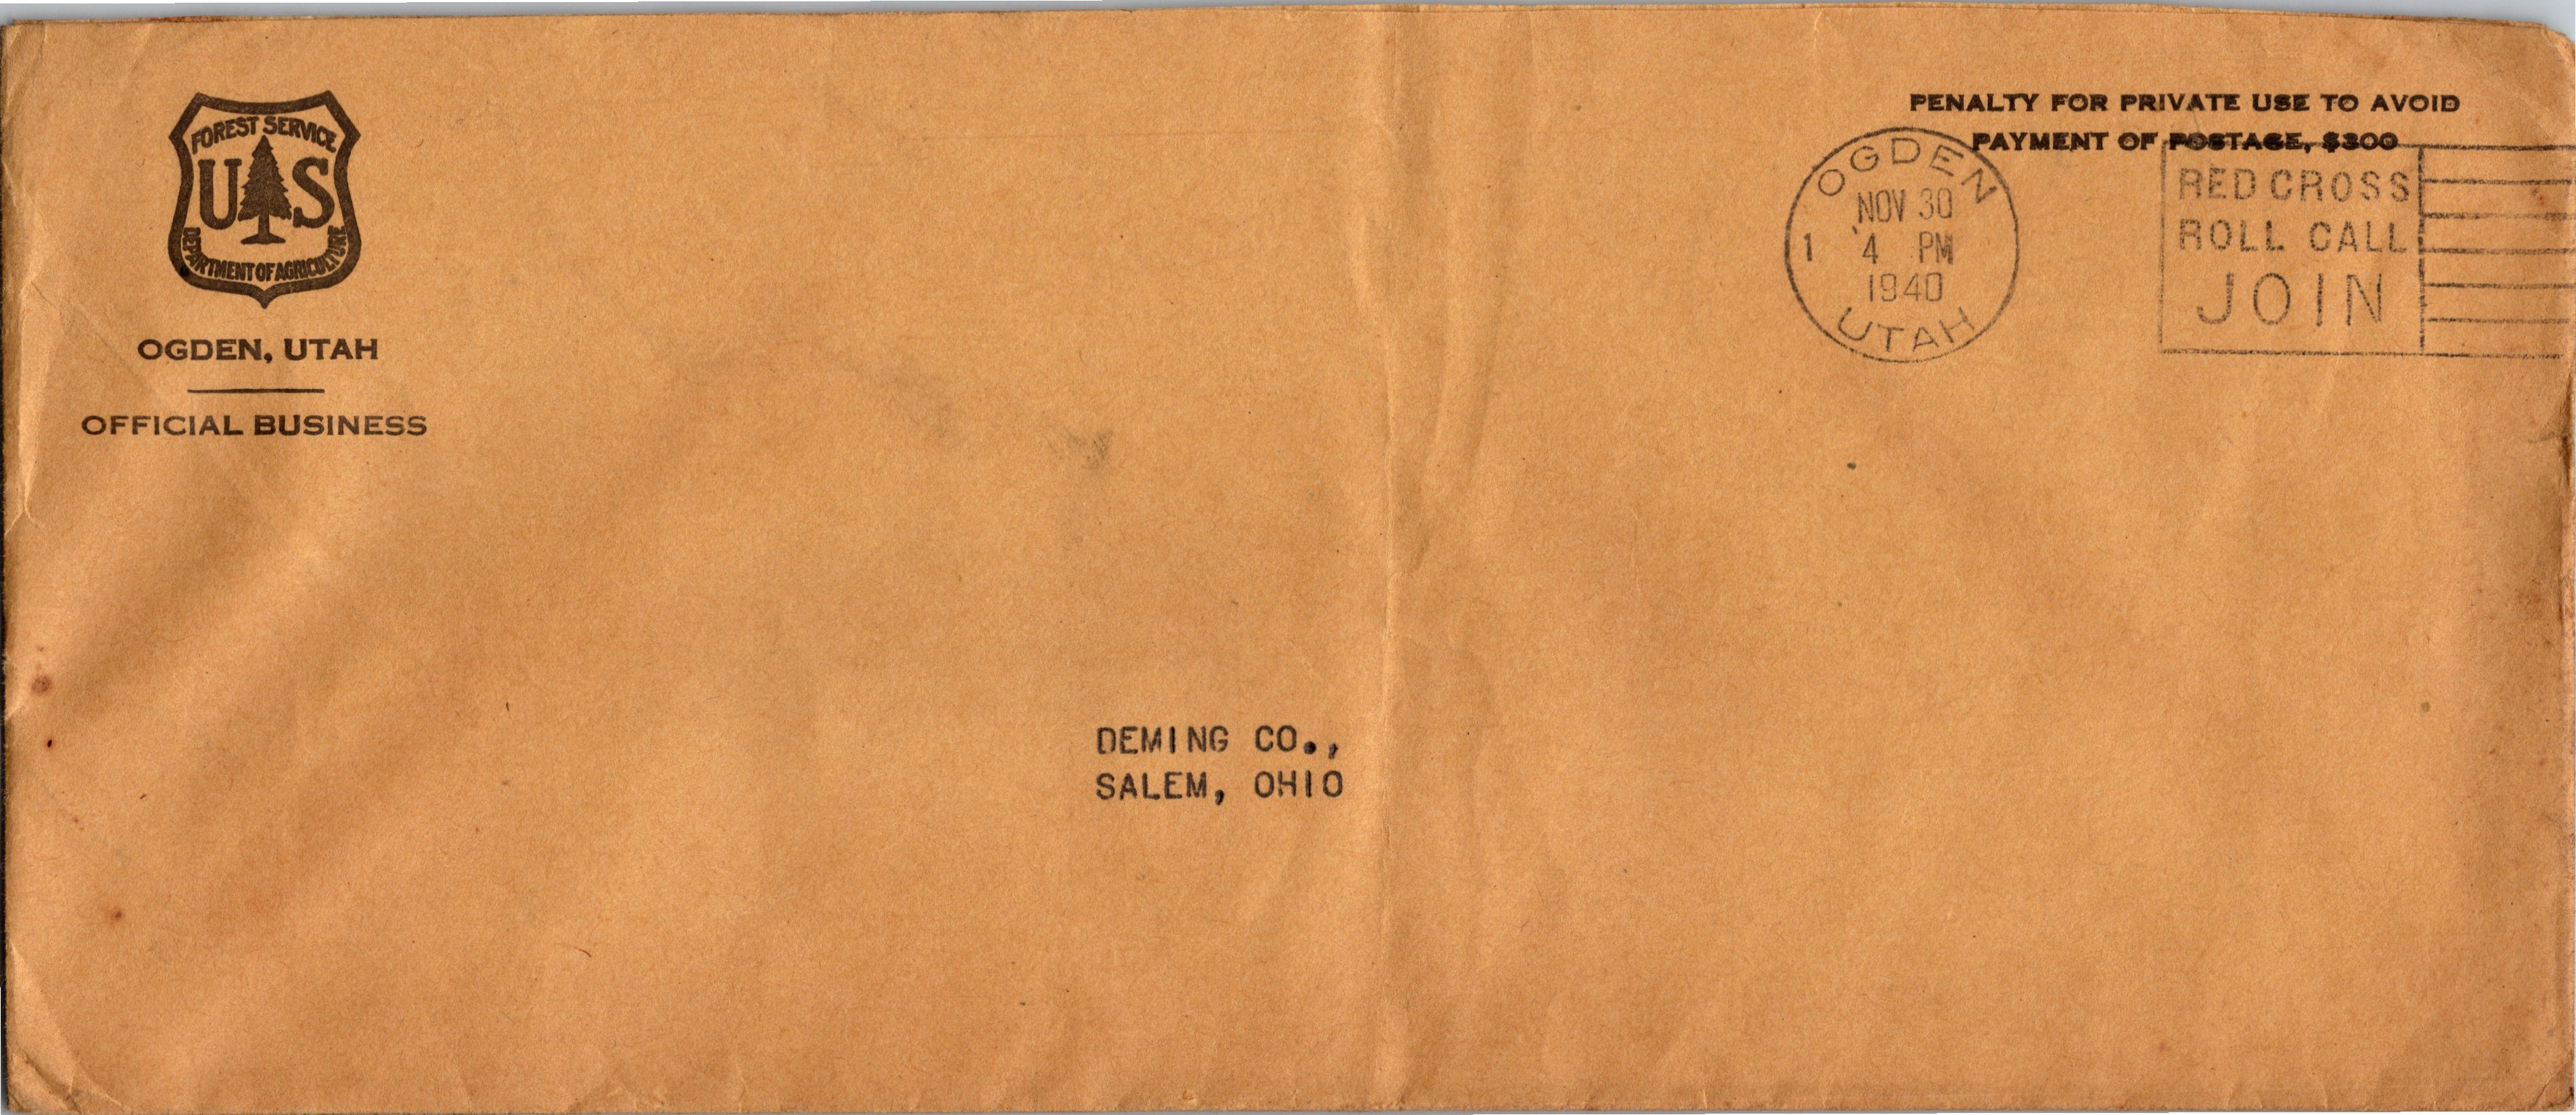 FOREST SERVICE
U S
DEPARTMENT OF AGRICULTURE
OGDEN, UTAH
OFFICIAL BUSINESS
PENALTY FOR PRIVATE USE TO AVOID
PAYMENT OF POSTAGE, $300
OGDEN
NOV 30
1 '4 PM
1940
UTAH
RED CROSS
ROLL CALL
JOIN
DEMING CO.,
SALEM, OHIO